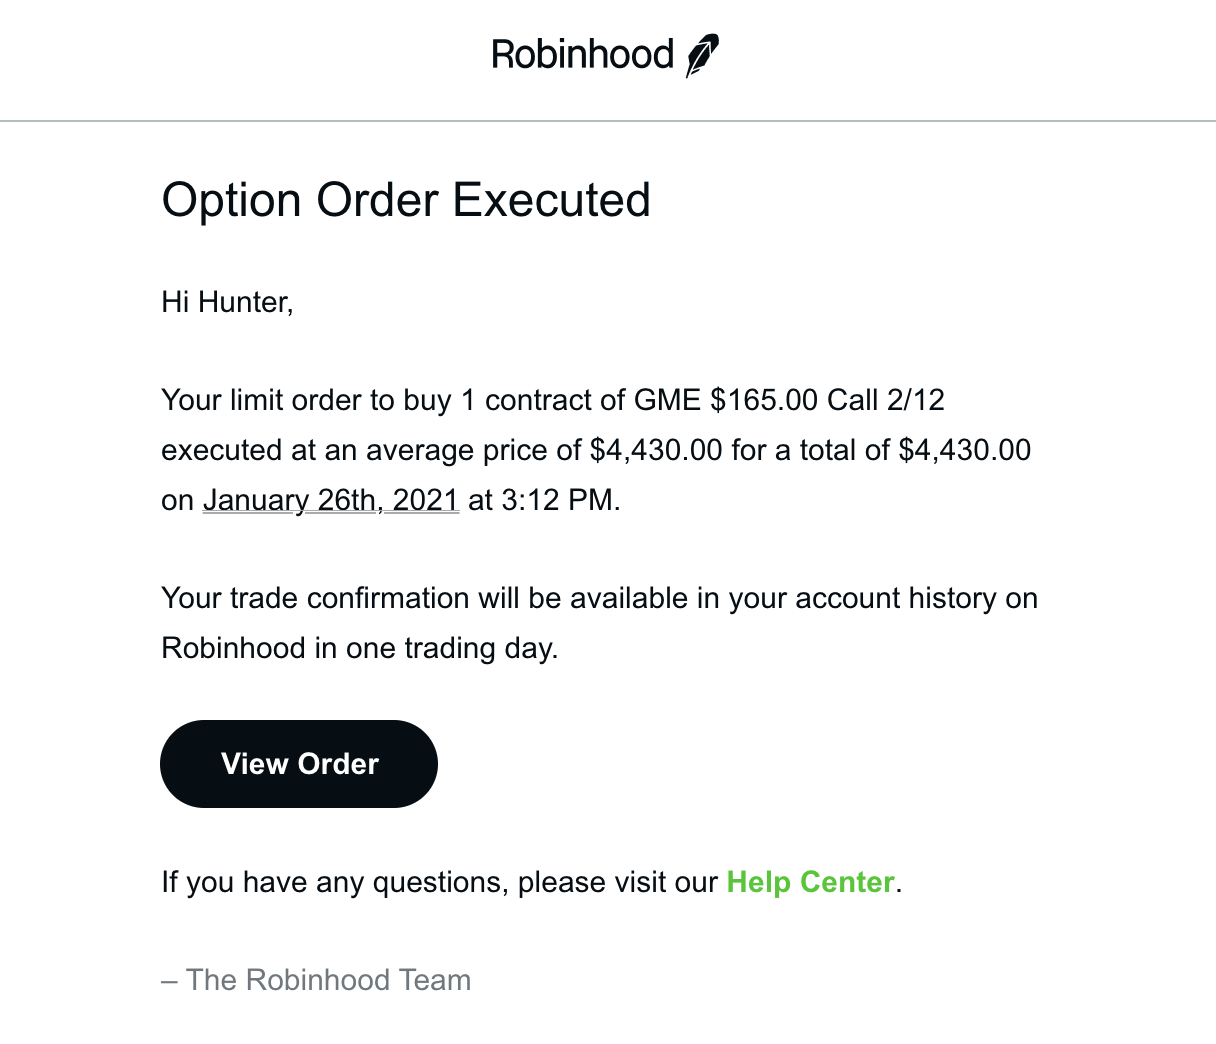 Robinhood
Option Order Executed
Hi Hunter,
Your limit order to buy 1 contract of GME $165.00 Call 2/12
executed at an average price of $4,430.00 for a total of $4,430.00
on January 26th, 2021 at 3:12 PM.
Your trade confirmation will be available in your account history on
Robinhood in one trading day.
View Order
If you have any questions, please visit our Help Center.
– The Robinhood Team